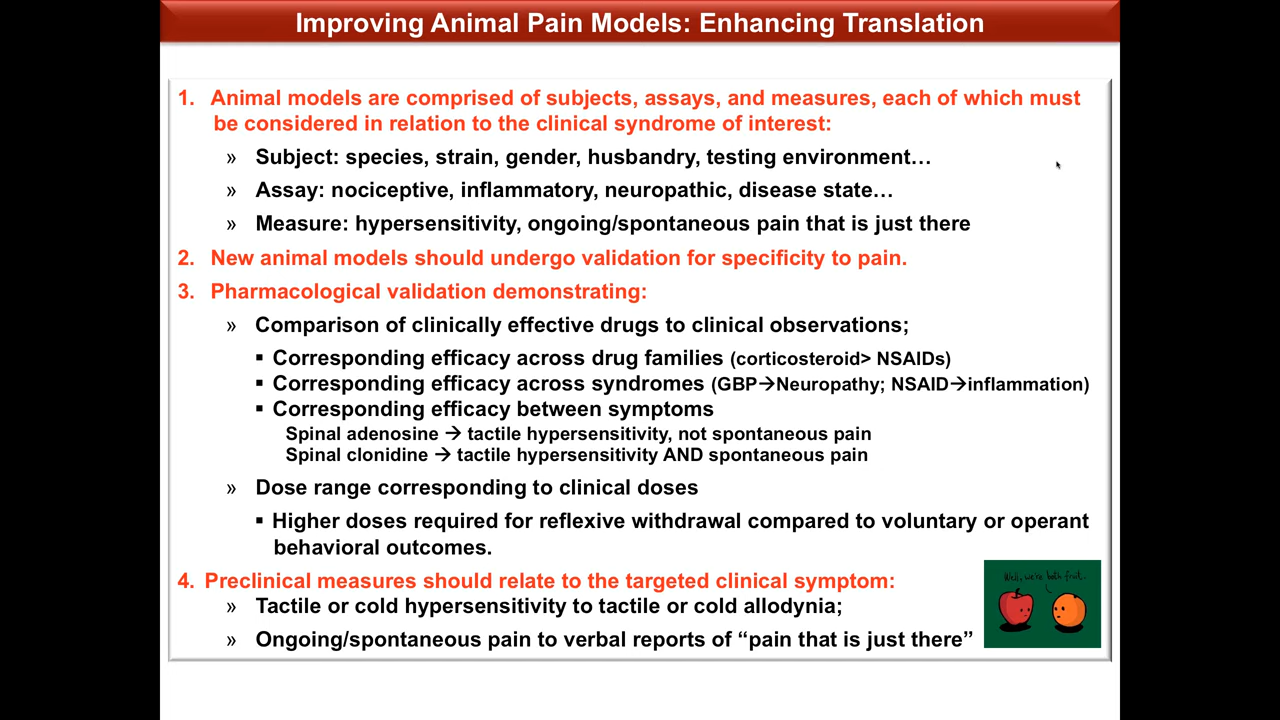 Improving Animal Pain Models: Enhancing Translation
1. Animal models are comprised of subjects, assays, and measures, each of which must
be considered in relation to the clinical syndrome of interest:
» Subject: species, strain, gender, husbandry, testing environment…
» Assay: nociceptive, inflammatory, neuropathic, disease state…
» Measure: hypersensitivity, ongoing/spontaneous pain that is just there
2. New animal models should undergo validation for specificity to pain.
3. Pharmacological validation demonstrating:
» Comparison of clinically effective drugs to clinical observations;
▪ Corresponding efficacy across drug families (corticosteroid> NSAIDs)
▪ Corresponding efficacy across syndromes (GBP→Neuropathy; NSAID→inflammation)
▪ Corresponding efficacy between symptoms
Spinal adenosine → tactile hypersensitivity, not spontaneous pain
Spinal clonidine → tactile hypersensitivity AND spontaneous pain
» Dose range corresponding to clinical doses
▪ Higher doses required for reflexive withdrawal compared to voluntary or operant
behavioral outcomes.
4. Preclinical measures should relate to the targeted clinical symptom:
» Tactile or cold hypersensitivity to tactile or cold allodynia;
» Ongoing/spontaneous pain to verbal reports of “pain that is just there”
Well, we're both fruit.